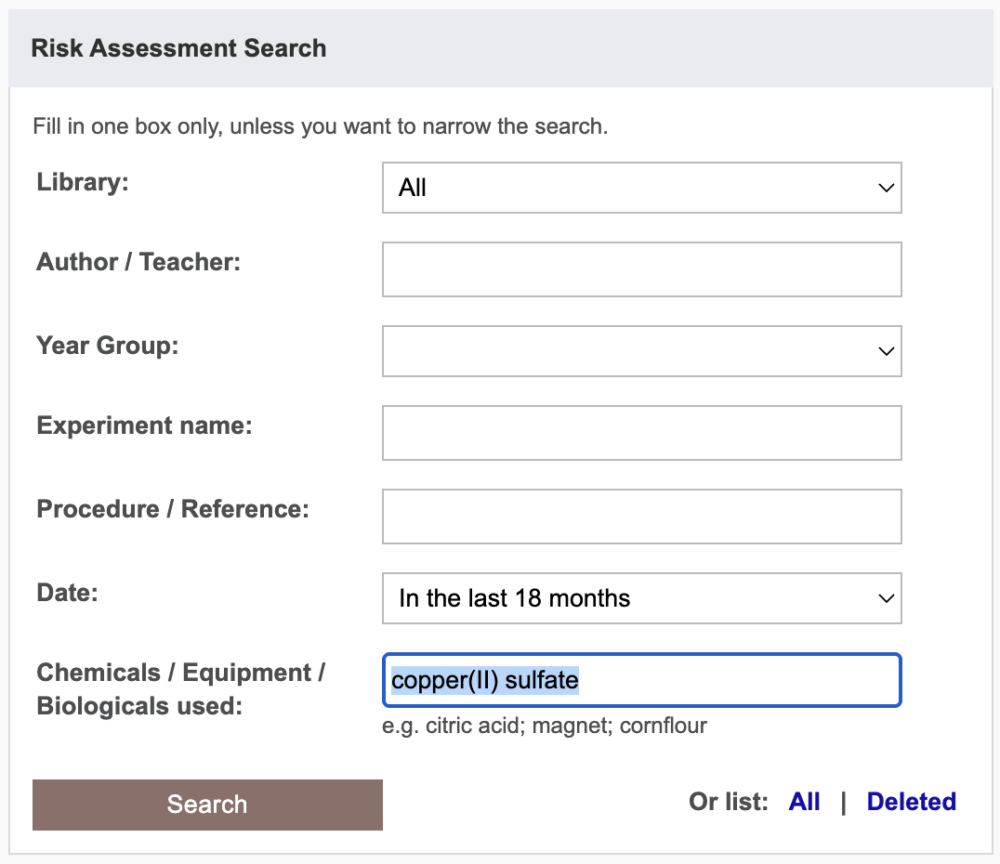 Risk Assessment Search
Fill in one box only, unless you want to narrow the search.
Library:
All
Author / Teacher:
Year Group:
Experiment name:
Procedure / Reference:
Date:
In the last 18 months
Chemicals / Equipment /
Biologicals used:
copper(II) sulfate
e.g. citric acid; magnet; cornflour
Search
Or list: All | Deleted